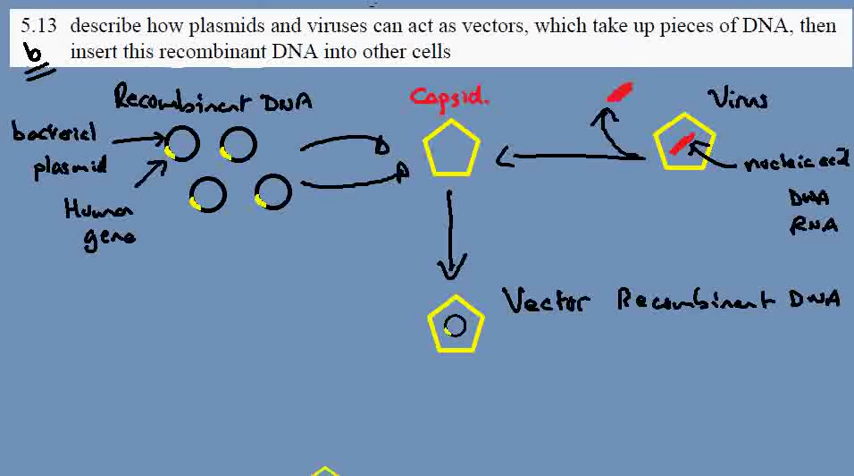 5.13 describe how plasmids and viruses can act as vectors, which take up pieces of DNA, then
insert this recombinant DNA into other cells
b
Recombinent DNA
Capsid.
Virus
bacterial
plasmid
Human
gene
nucleic acid
DNA
RNA
Vector Recombinant DNA